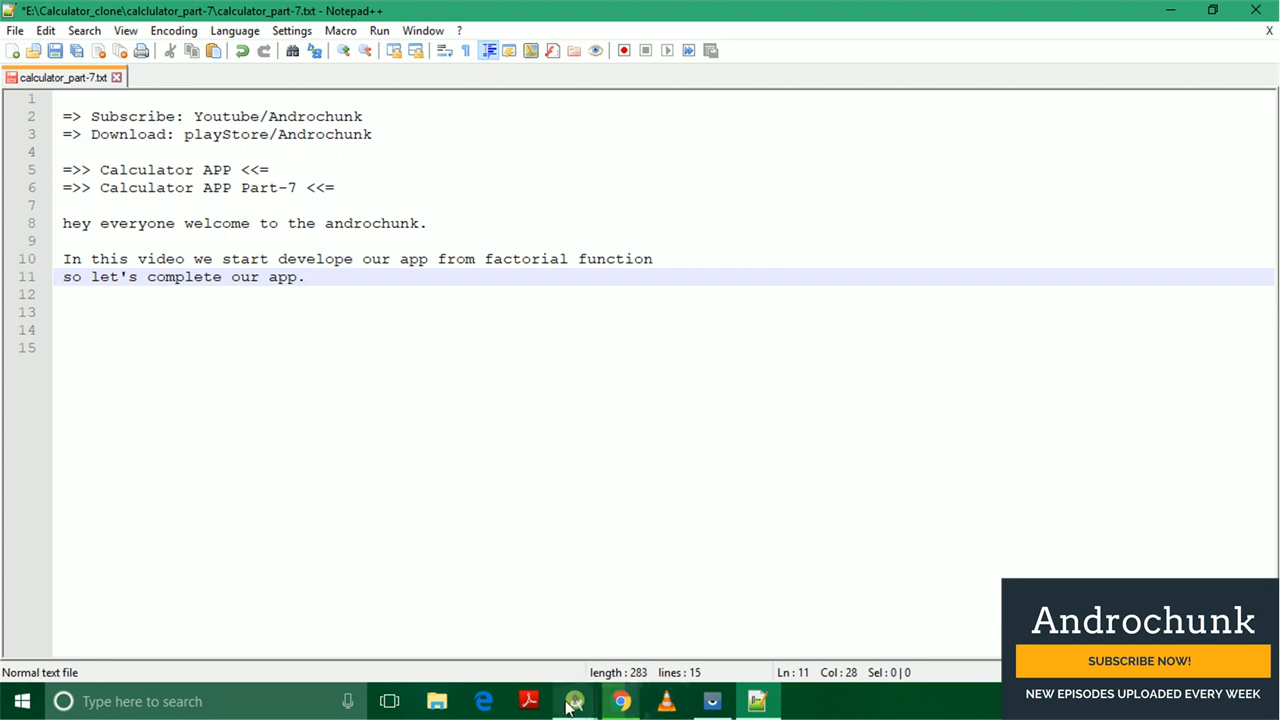 *E:\Calculator_clone\calclulator_part-7\calculator_part-7.txt - Notepad++
File Edit Search View Encoding Language Settings Macro Run Window ? X
calculator_part-7.txt
1
2 => Subscribe: Youtube/Androchunk
3 => Download: playStore/Androchunk
4
5 =>> Calculator APP <<=
6 =>> Calculator APP Part-7 <<=
7
8 hey everyone welcome to the androchunk.
9
10 In this video we start develope our app from factorial function
11 so let's complete our app.
12
13
14
15
Androchunk
SUBSCRIBE NOW!
NEW EPISODES UPLOADED EVERY WEEK
Normal text file length : 283 lines : 15 Ln : 11 Col : 28 Sel : 0 | 0
Type here to search